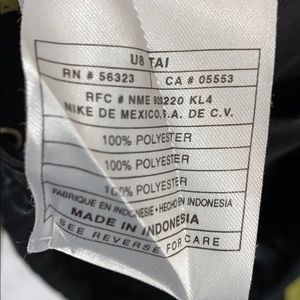 U8 TAI
RN # 56323 CA # 05553
RFC # NME 920220 KL4
NIKE DE MEXICO, S.A. DE C.V.
100% POLYESTER
100% POLYESTER
100% POLYESTER
FABRIQUE EN INDONESIE • HECHO EN INDONESIA
MADE IN INDONESIA
SEE REVERSE FOR CARE